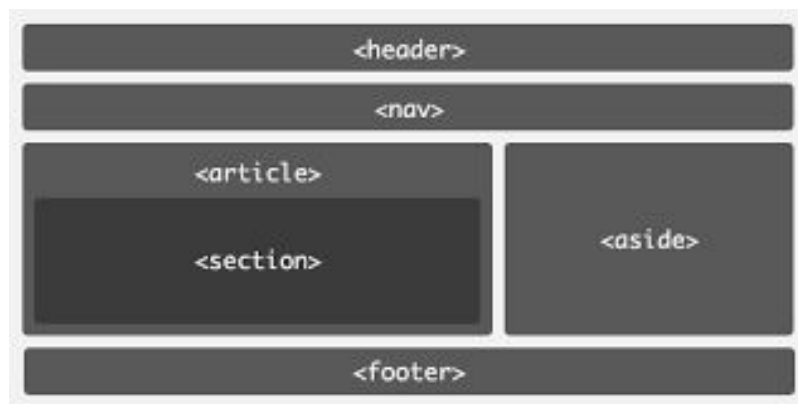 <header>
<nav>
<article>
<section>
<aside>
<footer>